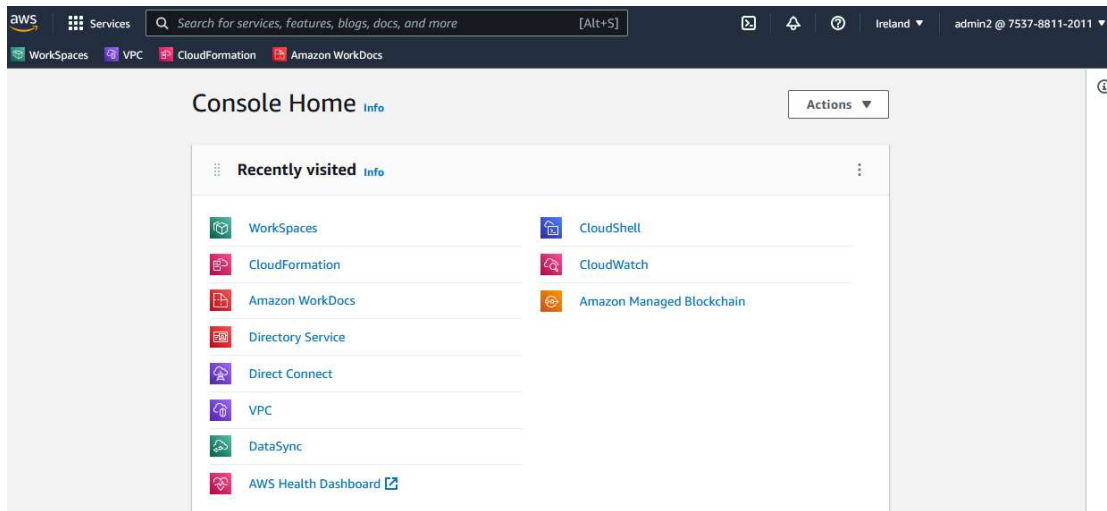 aws Services Search for services, features, blogs, docs, and more [Alt+S] Ireland ▼ admin2 @ 7537-8811-2011 ▼
WorkSpaces VPC CloudFormation Amazon WorkDocs
Console Home Info
Actions ▼
Recently visited Info
WorkSpaces
CloudFormation
Amazon WorkDocs
Directory Service
Direct Connect
VPC
DataSync
AWS Health Dashboard
CloudShell
CloudWatch
Amazon Managed Blockchain